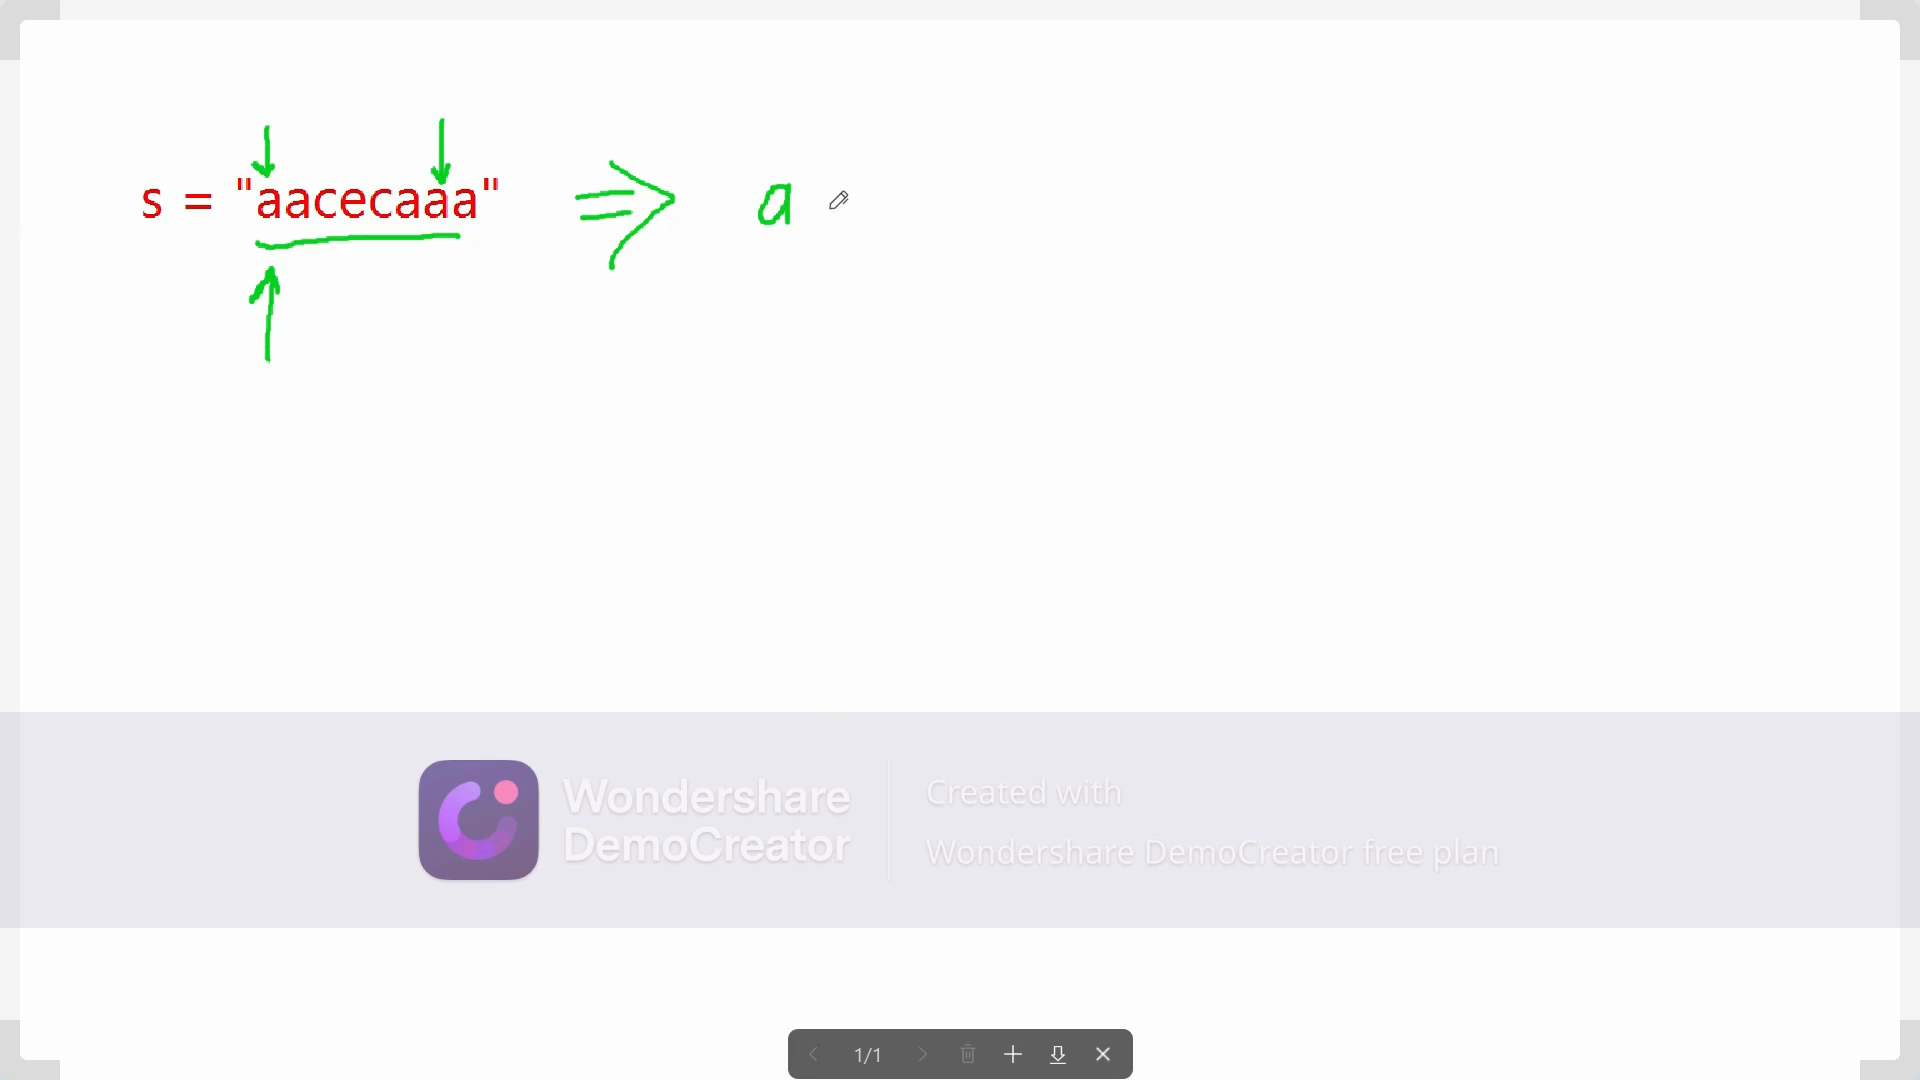 s = "aacecaaa" => a
Wondershare
DemoCreator
Created with
Wondershare DemoCreator free plan
1/1